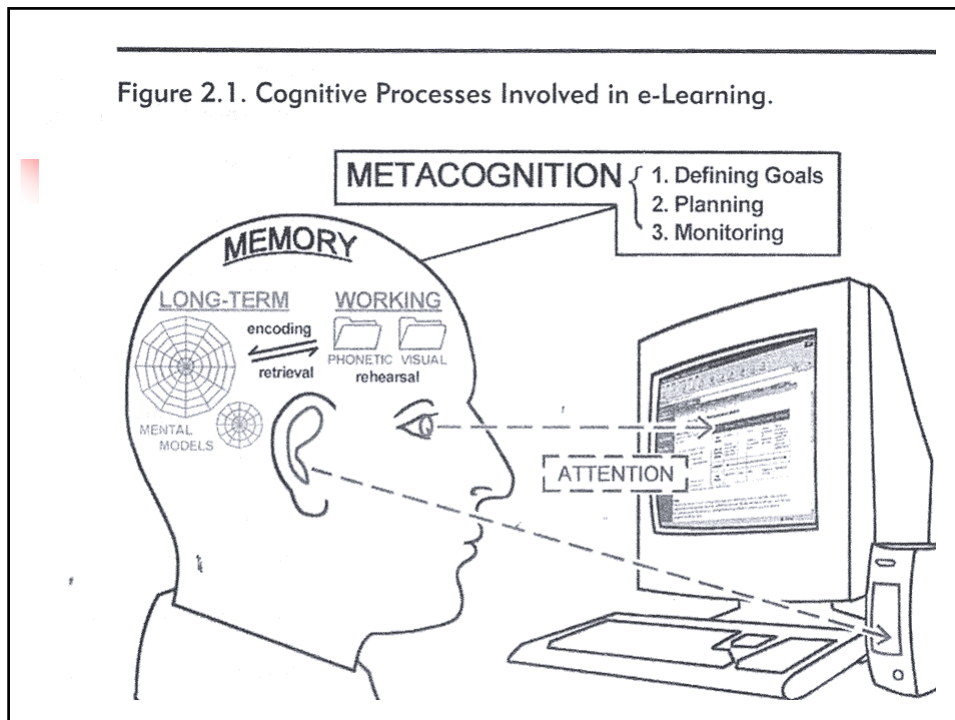 Figure 2.1. Cognitive Processes Involved in e-Learning.
METACOGNITION
1. Defining Goals
2. Planning
3. Monitoring
MEMORY
LONG-TERM
WORKING
encoding
retrieval
PHONETIC VISUAL
rehearsal
MENTAL
MODELS
ATTENTION